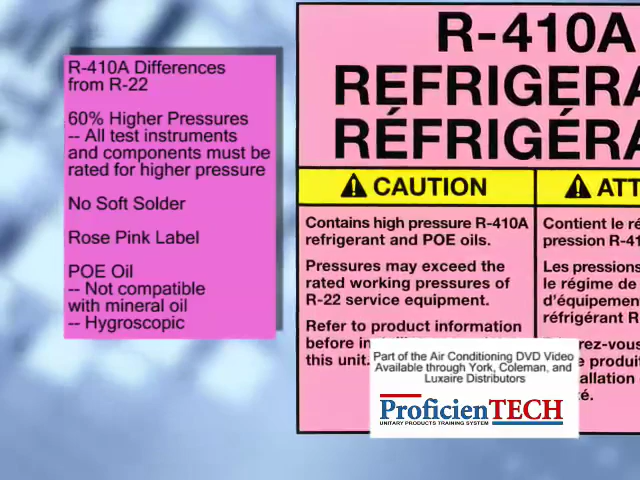 R-410A Differences
from R-22
60% Higher Pressures
-- All test instruments
and components must be
rated for higher pressure
No Soft Solder
Rose Pink Label
POE Oil
-- Not compatible
with mineral oil
-- Hygroscopic
R-410A
REFRIGERA
RÉFRIGÉRA
CAUTION
Contains high pressure R-410A
refrigerant and POE oils.
Pressures may exceed the
rated working pressures of
R-22 service equipment.
Refer to product information
before in
this unit.
ATT
Contient le ré
pression R-41
Les pressions
le régime de
d'équipemen
réfrigérant R
rez-vous
produi
allation
té.
Part of the Air Conditioning DVD Video
Available through York, Coleman, and
Luxaire Distributors
ProficienTECH
UNITARY PRODUCTS TRAINING SYSTEM